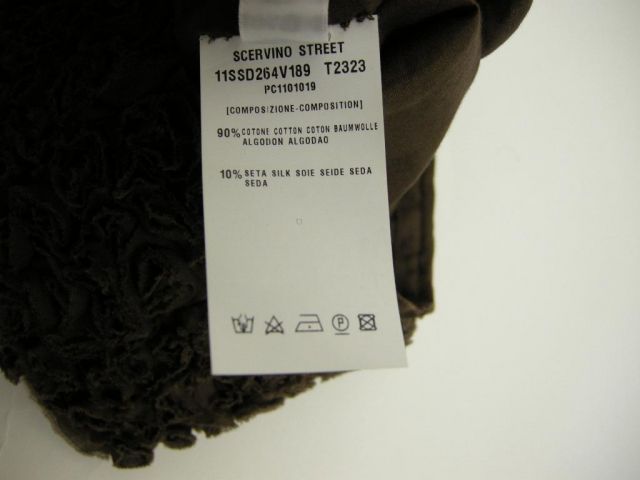 SCERVINO STREET
11SSD264V189 T2323
PC1101019
[COMPOSIZIONE-COMPOSITION]
90% COTONE COTTON COTON BAUMWOLLE
ALGODON ALGODAO
10% SETA SILK SOIE SEIDE SEDA
SEDA
P